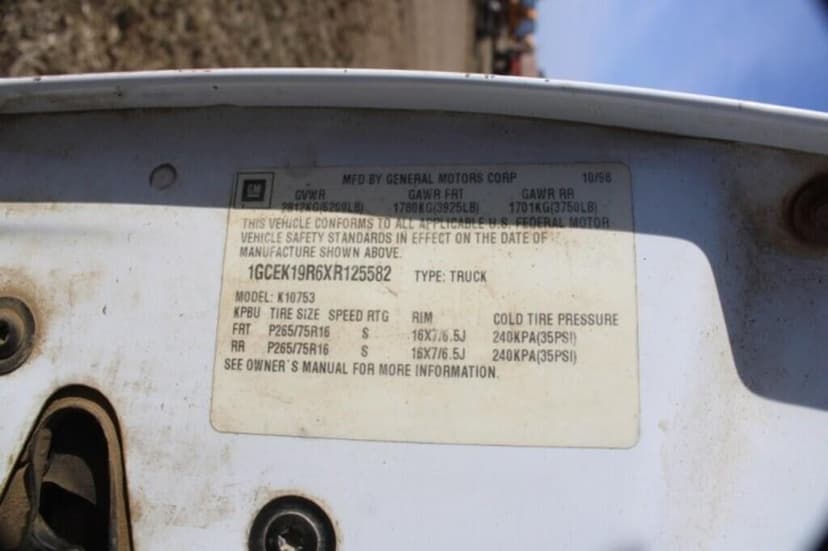 GM MFD BY GENERAL MOTORS CORP 10/98
GVWR GAWR FRT GAWR RR
2812KG(6200LB) 1780KG(3925LB) 1701KG(3750LB)
THIS VEHICLE CONFORMS TO ALL APPLICABLE U.S. FEDERAL MOTOR
VEHICLE SAFETY STANDARDS IN EFFECT ON THE DATE OF
MANUFACTURE SHOWN ABOVE.
1GCEK19R6XR125582 TYPE: TRUCK
MODEL: K10753
KPBU TIRE SIZE SPEED RTG RIM COLD TIRE PRESSURE
FRT P265/75R16 S 16X7/6.5J 240KPA(35PSI)
RR P265/75R16 S 16X7/6.5J 240KPA(35PSI)
SEE OWNER'S MANUAL FOR MORE INFORMATION.